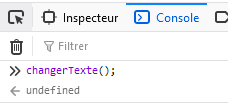 Inspecteur Console
Filtrer
changerTexte();
undefined